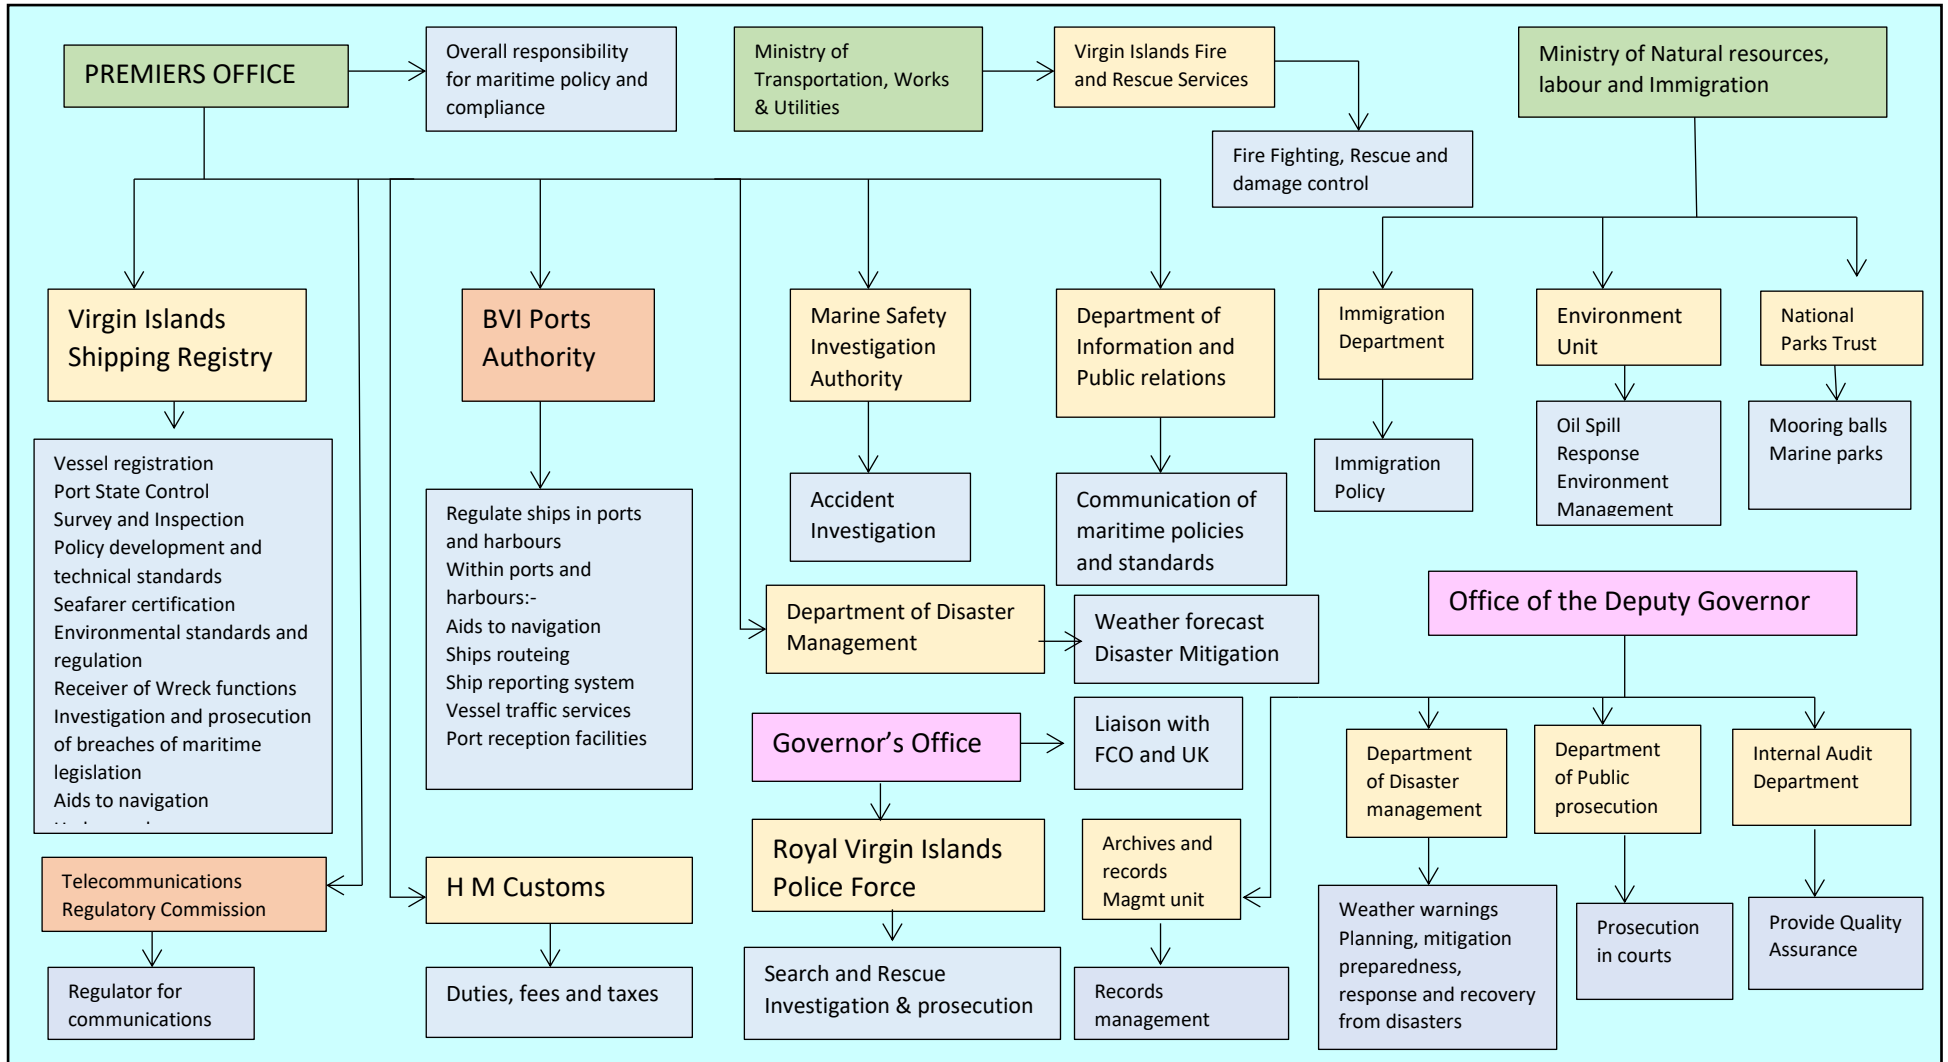 PREMIERS OFFICE
Overall responsibility
for maritime policy and
compliance
Ministry of
Transportation, Works
& Utilities
Virgin Islands Fire
and Rescue Services
Fire Fighting, Rescue and
damage control
Ministry of Natural resources,
labour and Immigration
Virgin Islands
Shipping Registry
BVI Ports
Authority
Marine Safety
Investigation
Authority
Department of
Information and
Public relations
Immigration
Department
Environment
Unit
National
Parks Trust
Vessel registration
Port State Control
Survey and Inspection
Policy development and
technical standards
Seafarer certification
Environmental standards and
regulation
Receiver of Wreck functions
Investigation and prosecution
of breaches of maritime
legislation
Aids to navigation
Regulate ships in ports
and harbours
Within ports and
harbours:-
Aids to navigation
Ships routeing
Ship reporting system
Vessel traffic services
Port reception facilities
Accident
Investigation
Communication of
maritime policies
and standards
Immigration
Policy
Oil Spill
Response
Environment
Management
Mooring balls
Marine parks
Department of Disaster
Management
Weather forecast
Disaster Mitigation
Office of the Deputy Governor
Governor’s Office
Liaison with
FCO and UK
Department
of Disaster
management
Department
of Public
prosecution
Internal Audit
Department
Telecommunications
Regulatory Commission
H M Customs
Royal Virgin Islands
Police Force
Archives and
records
Magmt unit
Weather warnings
Planning, mitigation
preparedness,
response and recovery
from disasters
Prosecution
in courts
Provide Quality
Assurance
Regulator for
communications
Duties, fees and taxes
Search and Rescue
Investigation & prosecution
Records
management